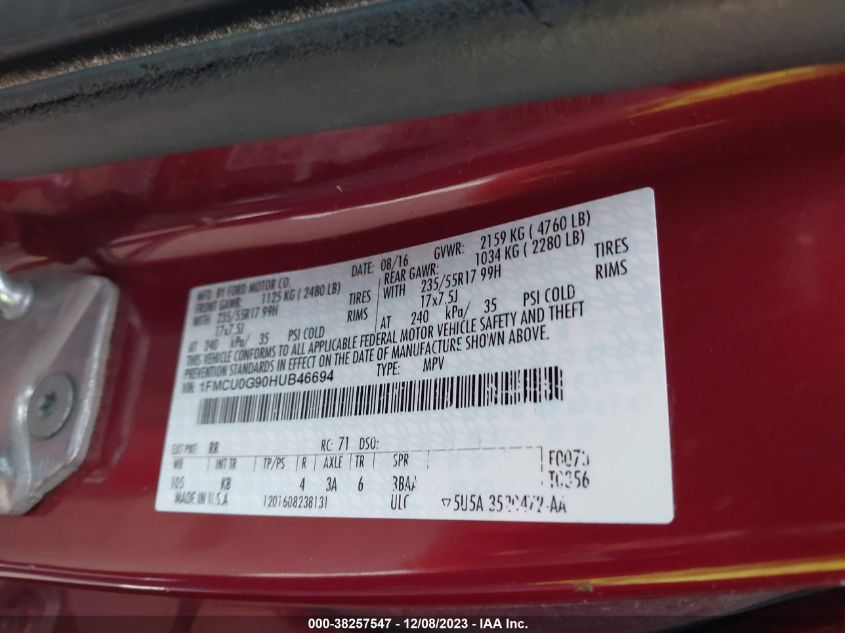 MFD. BY FORD MOTOR CO. DATE: 08/16 GVWR: 2159 KG ( 4760 LB)
FRONT GAWR: 1125 KG ( 2480 LB) REAR GAWR: 1034 KG ( 2280 LB)
WITH 235/55R17 99H TIRES WITH 235/55R17 99H TIRES
17x7.5J RIMS 17x7.5J RIMS
AT 240 kPa/ 35 PSI COLD AT 240 kPa/ 35 PSI COLD
THIS VEHICLE CONFORMS TO ALL APPLICABLE FEDERAL MOTOR VEHICLE SAFETY AND THEFT
PREVENTION STANDARDS IN EFFECT ON THE DATE OF MANUFACTURE SHOWN ABOVE.
VIN: 1FMCU0G90HUB46694 TYPE: MPV
EXT PNT: RR RC: 71 DSO:
WB INT TR TP/PS R AXLE TR SPR
105 KB 4 3A 6
MADE IN U.S.A 1201608238131 ULC
000-38257547 - 12/08/2023 - IAA Inc.